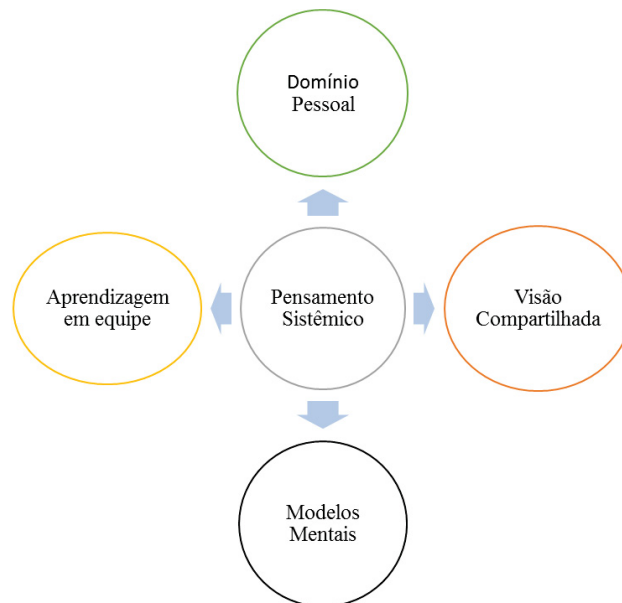 Domínio
Pessoal
Aprendizagem
em equipe
Pensamento
Sistêmico
Visão
Compartilhada
Modelos
Mentais